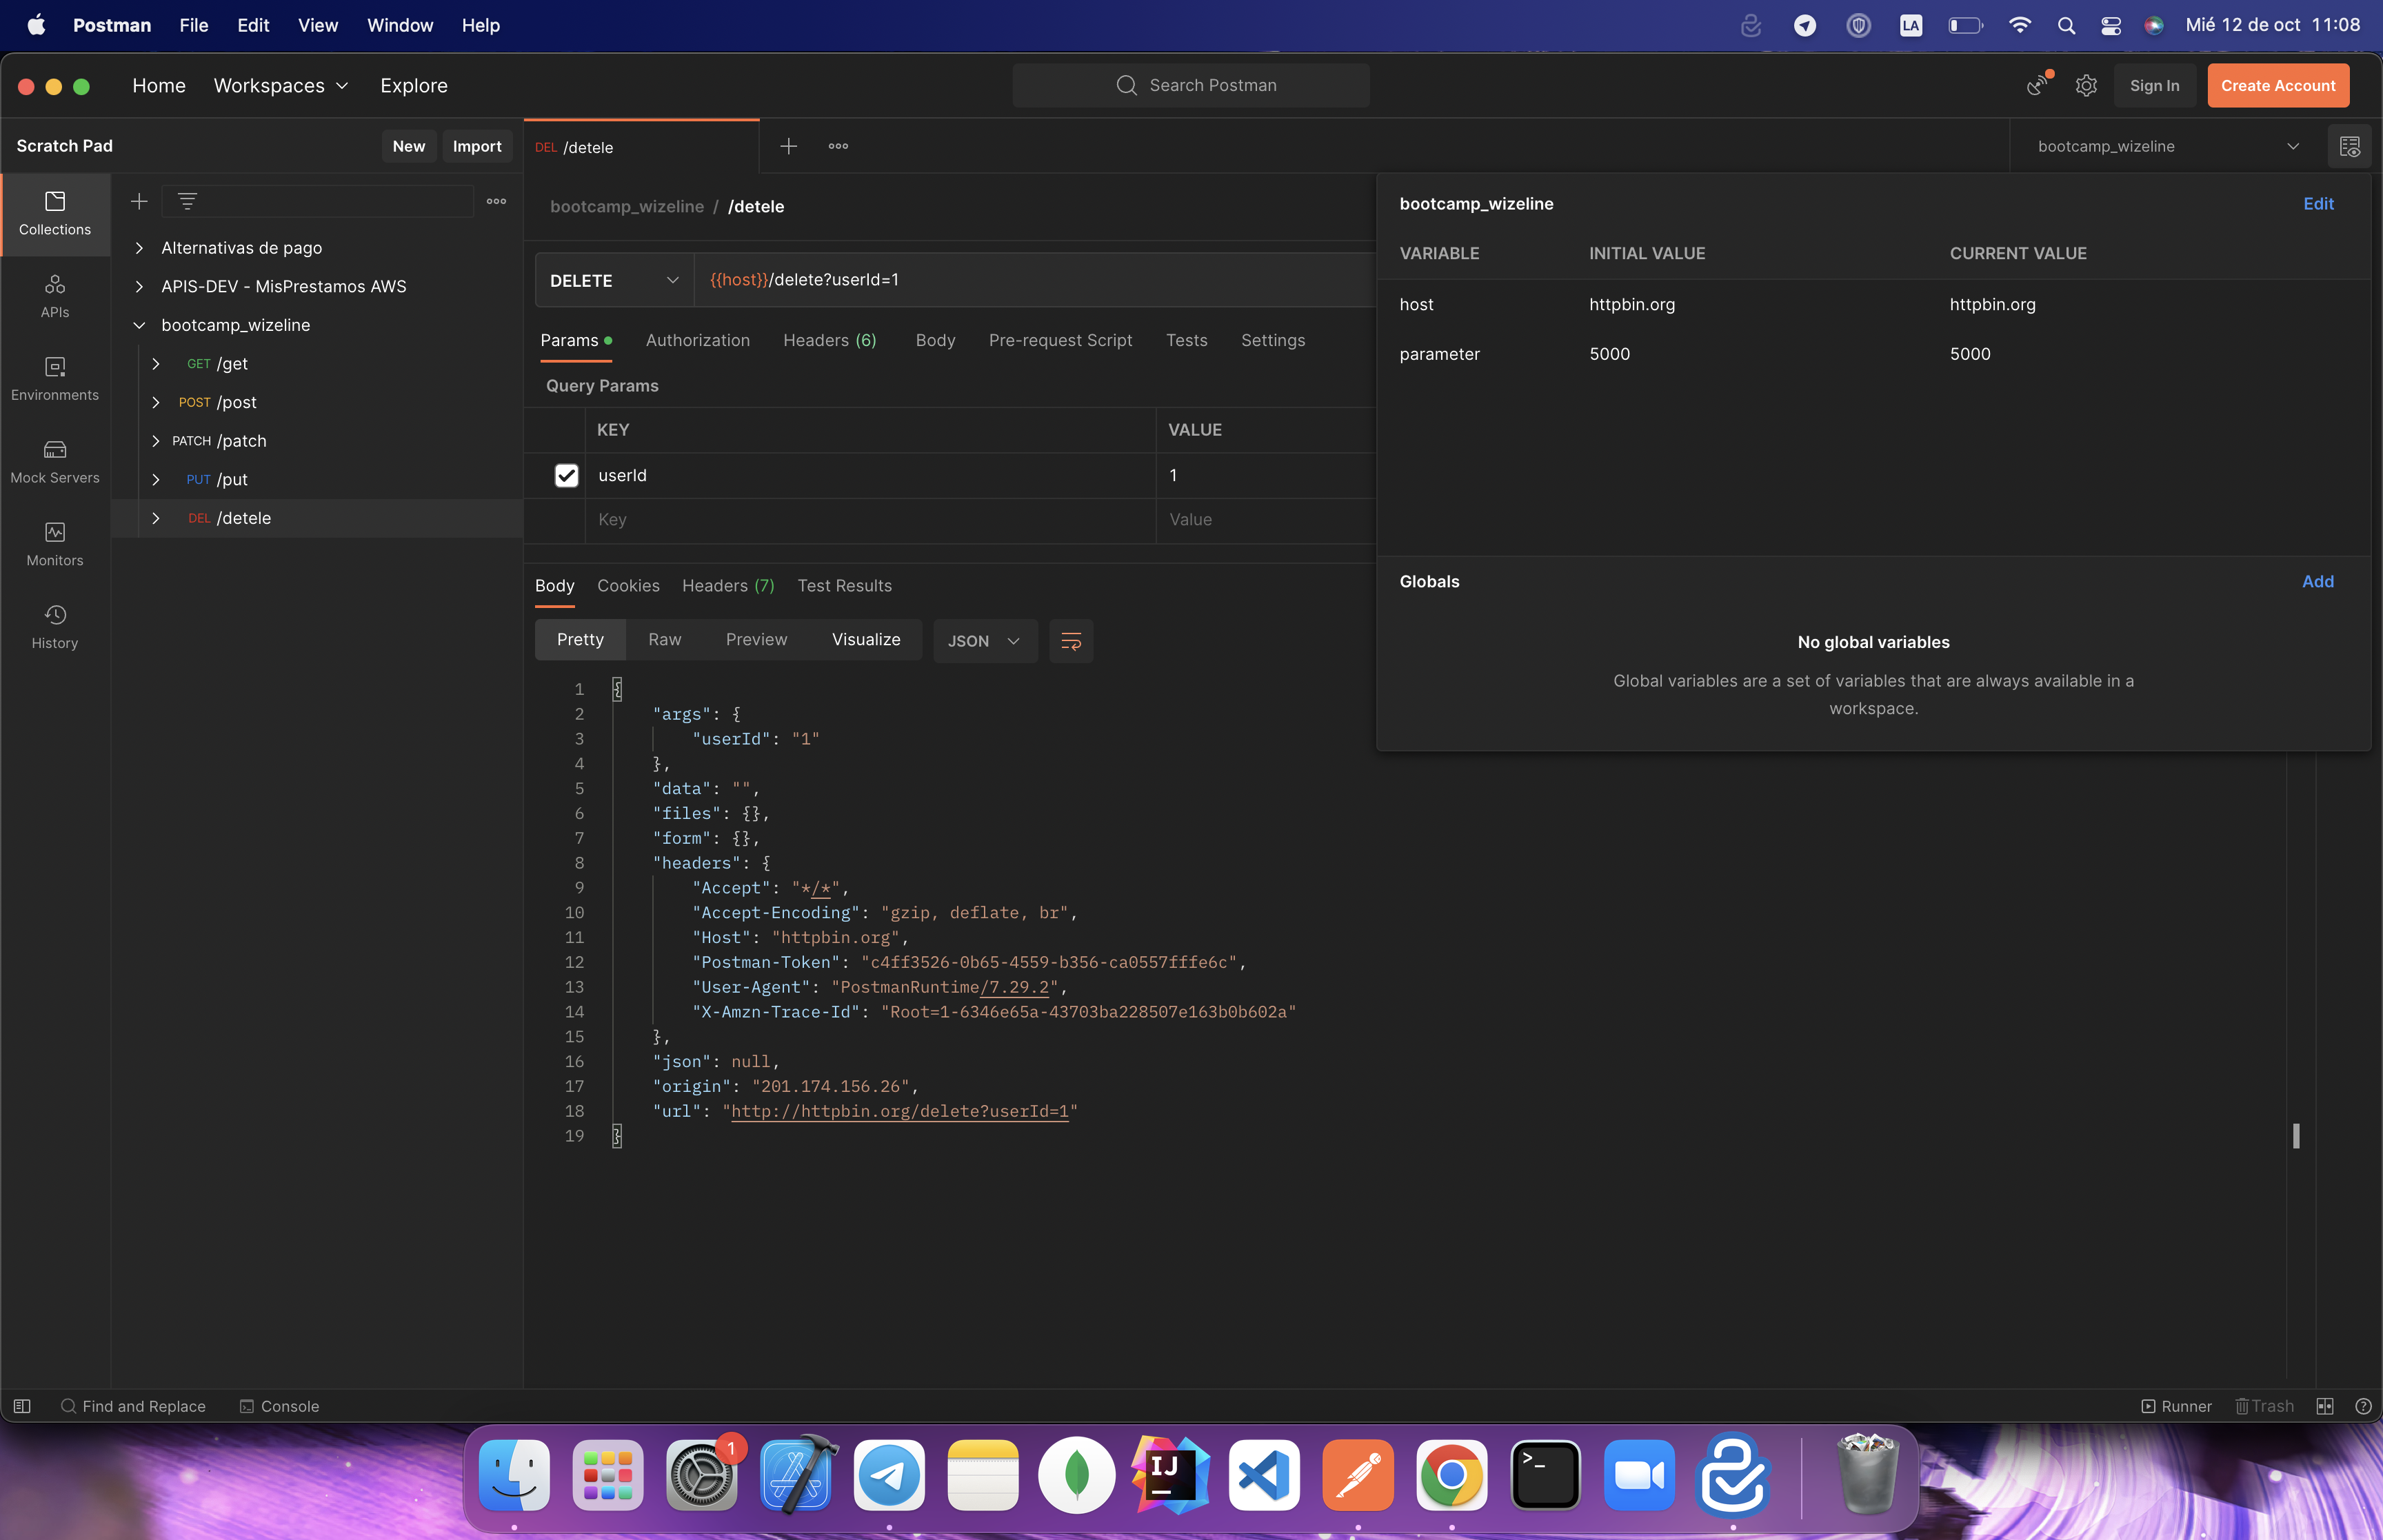 Postman File Edit View Window Help LA Mié 12 de oct 11:08
Home Workspaces Explore Search Postman Sign In Create Account
Scratch Pad New Import DEL /detele bootcamp_wizeline
Collections
APIs
Environments
Mock Servers
Monitors
History
Alternativas de pago
APIS-DEV - MisPrestamos AWS
bootcamp_wizeline
GET /get
POST /post
PATCH /patch
PUT /put
DEL /detele
bootcamp_wizeline / /detele
DELETE {{host}}/delete?userId=1
Params Authorization Headers (6) Body Pre-request Script Tests Settings
Query Params
KEY VALUE
userId 1
Key Value
bootcamp_wizeline Edit
VARIABLE INITIAL VALUE CURRENT VALUE
host httpbin.org httpbin.org
parameter 5000 5000
Globals Add
No global variables
Global variables are a set of variables that are always available in a
workspace.
Body Cookies Headers (7) Test Results
Pretty Raw Preview Visualize JSON
1 {
2 "args": {
3 "userId": "1"
4 },
5 "data": "",
6 "files": {},
7 "form": {},
8 "headers": {
9 "Accept": "*/*",
10 "Accept-Encoding": "gzip, deflate, br",
11 "Host": "httpbin.org",
12 "Postman-Token": "c4ff3526-0b65-4559-b356-ca0557fffe6c",
13 "User-Agent": "PostmanRuntime/7.29.2",
14 "X-Amzn-Trace-Id": "Root=1-6346e65a-43703ba228507e163b0b602a"
15 },
16 "json": null,
17 "origin": "201.174.156.26",
18 "url": "http://httpbin.org/delete?userId=1"
19 }
Find and Replace Console Runner Trash
1
IJ
>_